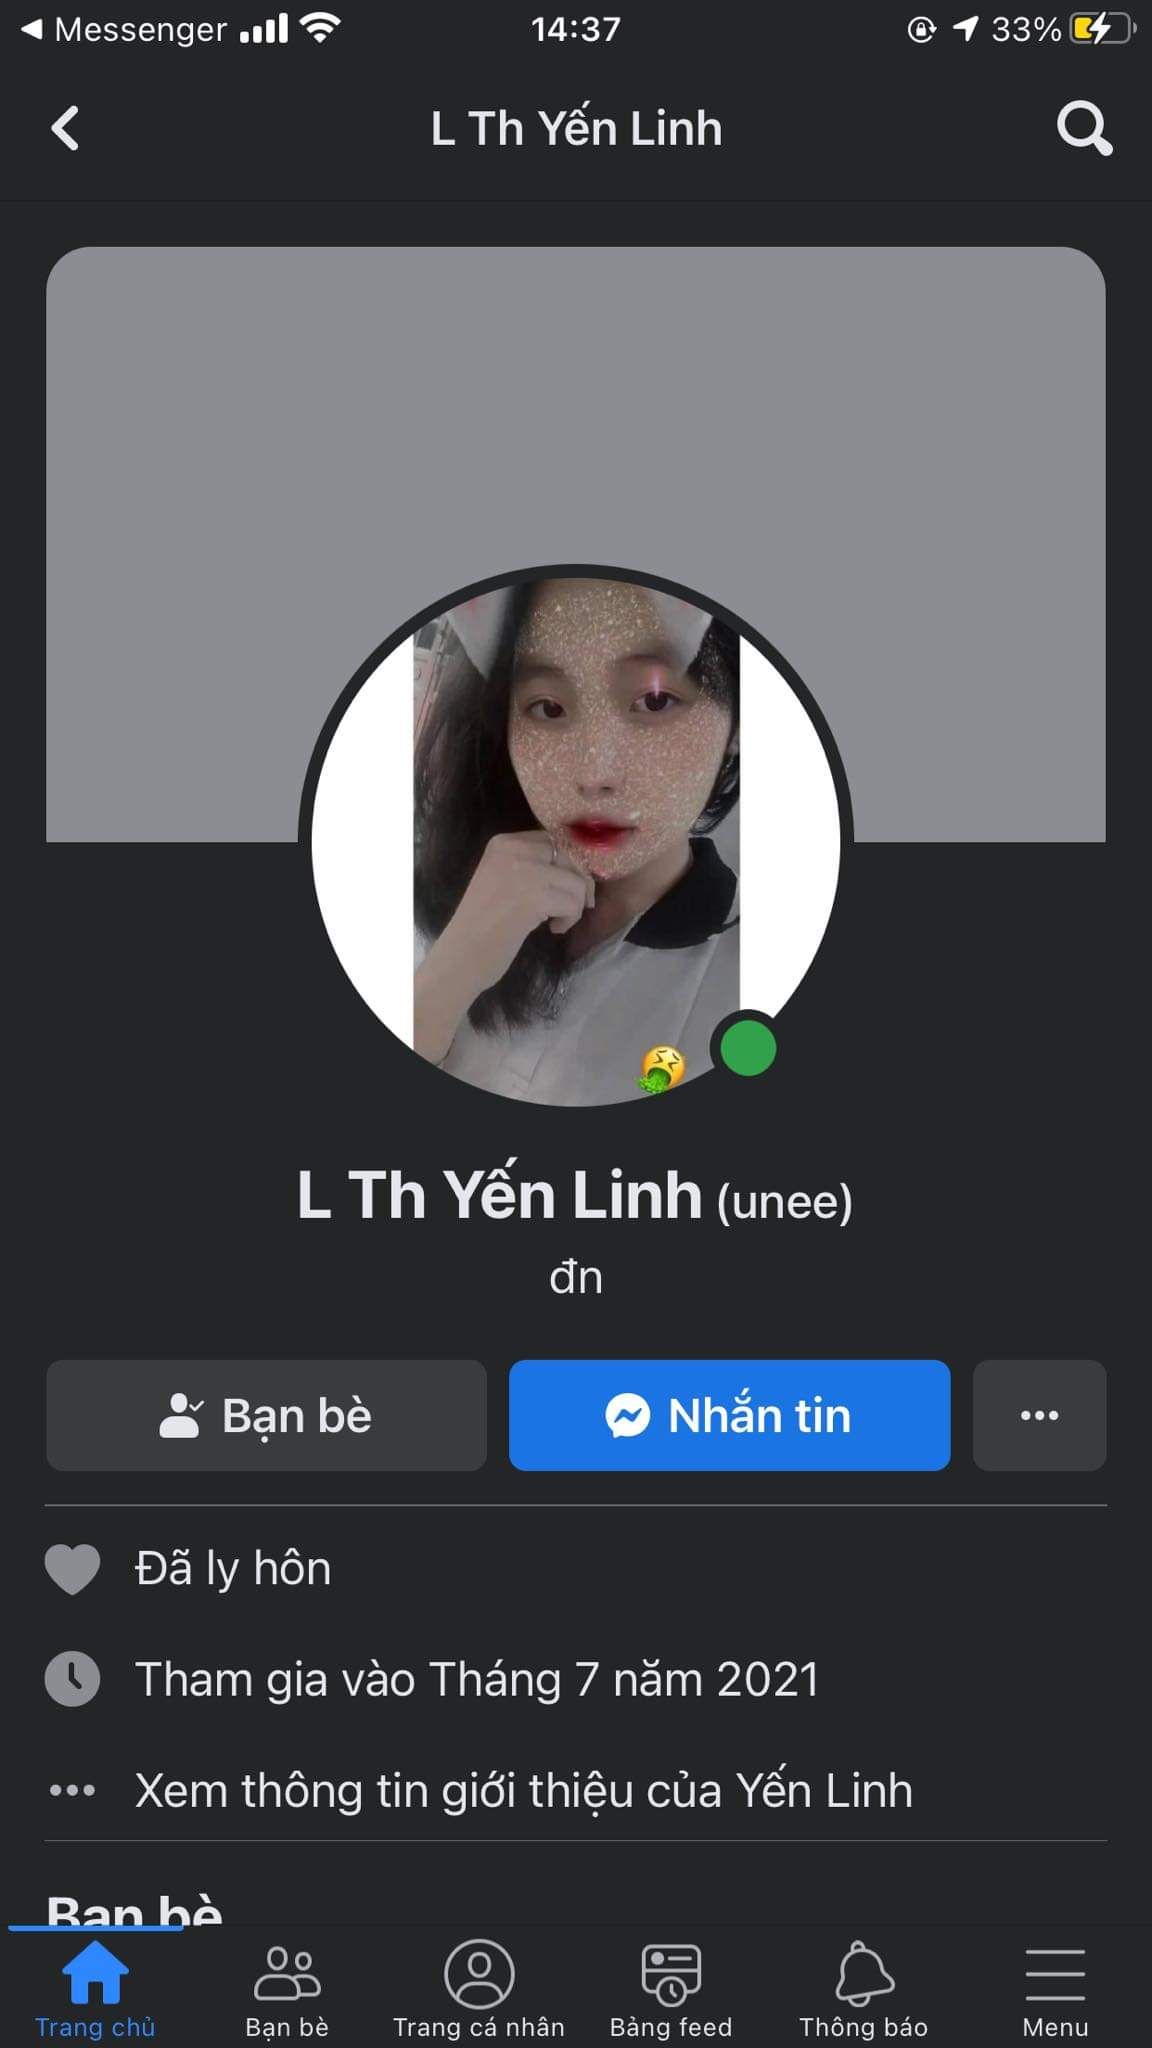 Messenger 14:37 33%
L Th Yến Linh
L Th Yến Linh (unee)
đn
Bạn bè
Nhắn tin
Đã ly hôn
Tham gia vào Tháng 7 năm 2021
Xem thông tin giới thiệu của Yến Linh
Bạn bè
Trang chủ
Bạn bè
Trang cá nhân
Bảng feed
Thông báo
Menu